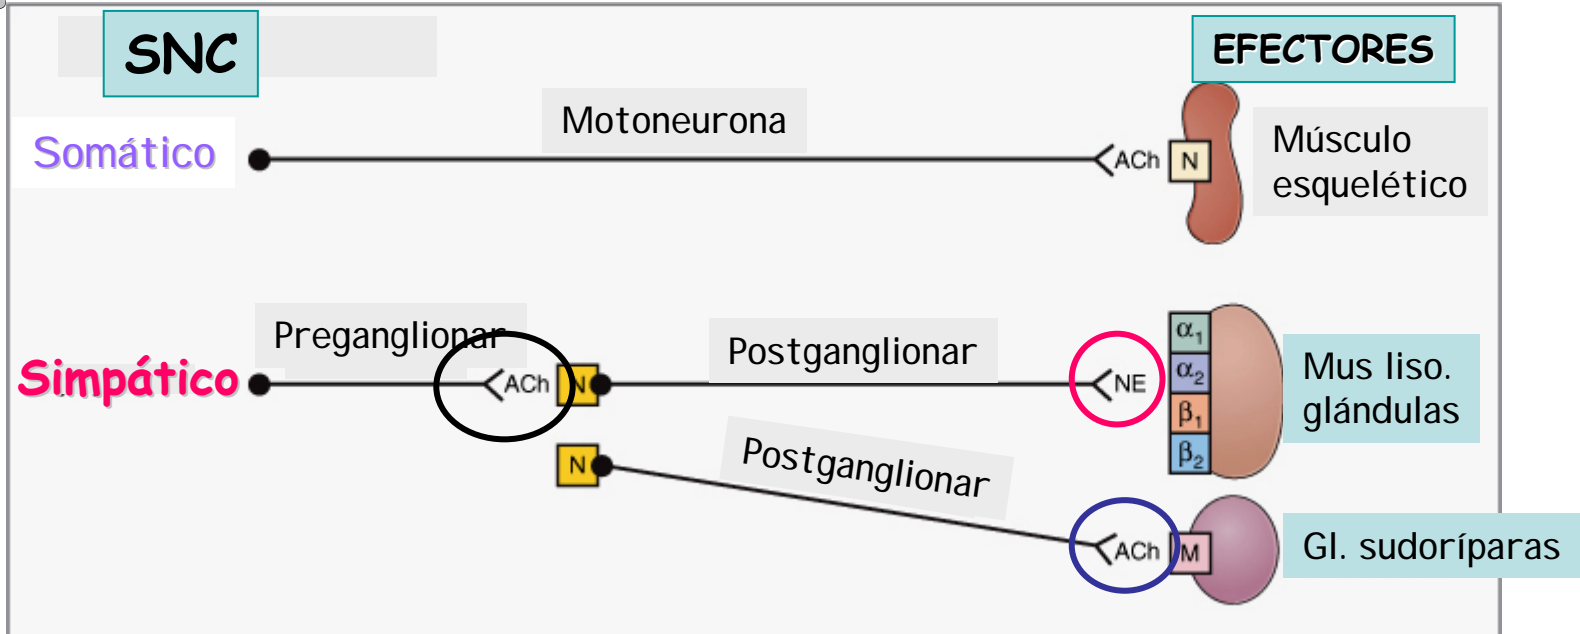 SNC
EFECTORES
Somático
Motoneurona
ACh
N
Músculo
esquelético
Simpático
Preganglionar
ACh
N
Postganglionar
NE
α1
α2
β1
β2
Mus liso.
glándulas
N
Postganglionar
ACh
M
Gl. sudoríparas